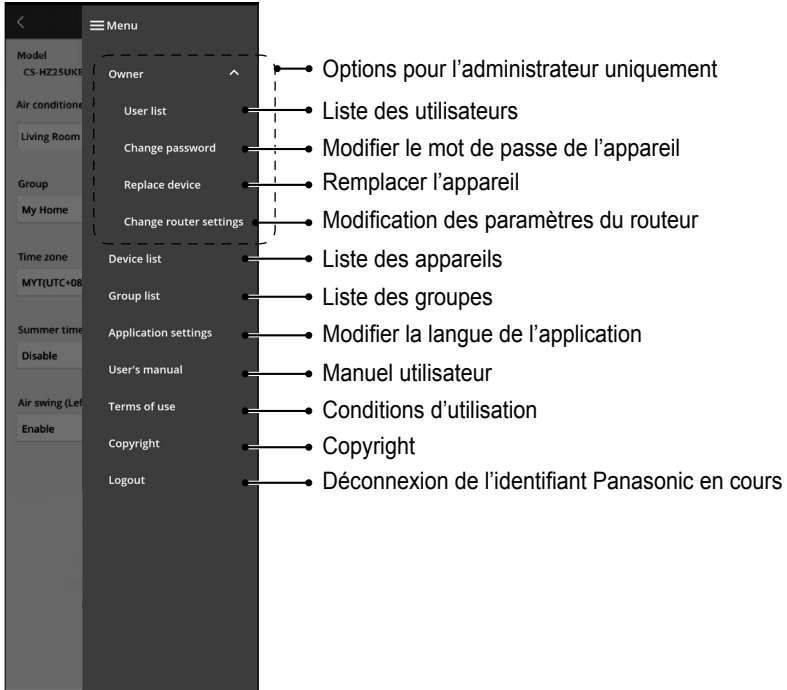 Menu
Model
CS-HZ25UKE
Owner
Options pour l’administrateur uniquement
Air conditione
User list
Liste des utilisateurs
Living Room
Change password
Modifier le mot de passe de l’appareil
Group
Replace device
Remplacer l’appareil
My Home
Change router settings
Modification des paramètres du routeur
Time zone
Device list
Liste des appareils
MYT(UTC+08
Group list
Liste des groupes
Summer time
Application settings
Modifier la langue de l’application
Disable
User's manual
Manuel utilisateur
Air swing (Lef
Terms of use
Conditions d’utilisation
Enable
Copyright
Copyright
Logout
Déconnexion de l’identifiant Panasonic en cours